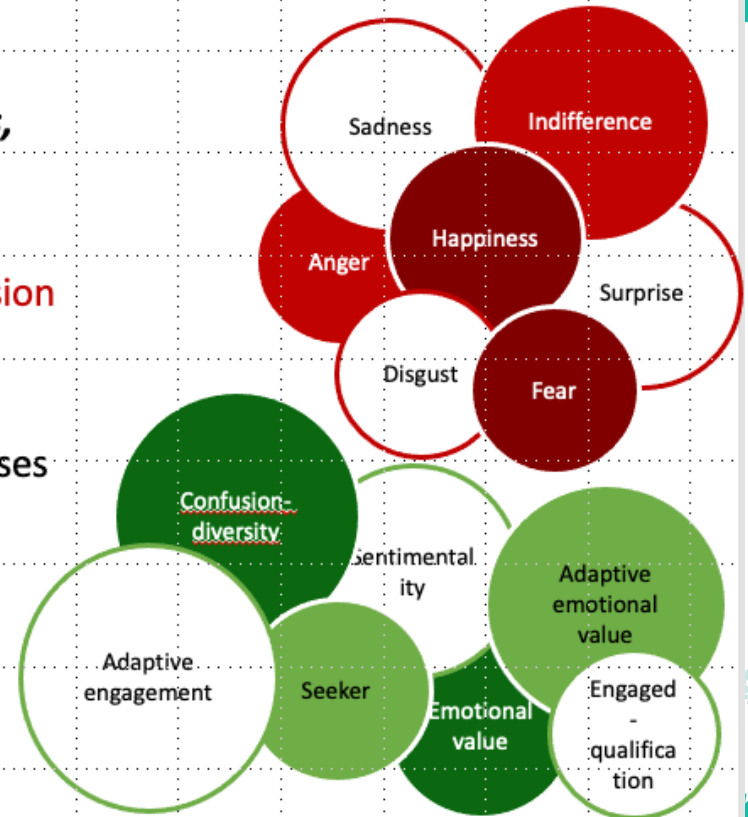 Sadness
Indifference
Happiness
Anger
Surprise
Disgust
Fear
sion
ses
Confusion-
diversity
Sentimental
ity
Adaptive
emotional
value
Adaptive
engagement
Seeker
Emotional
value
Engaged
-
qualifica
tion